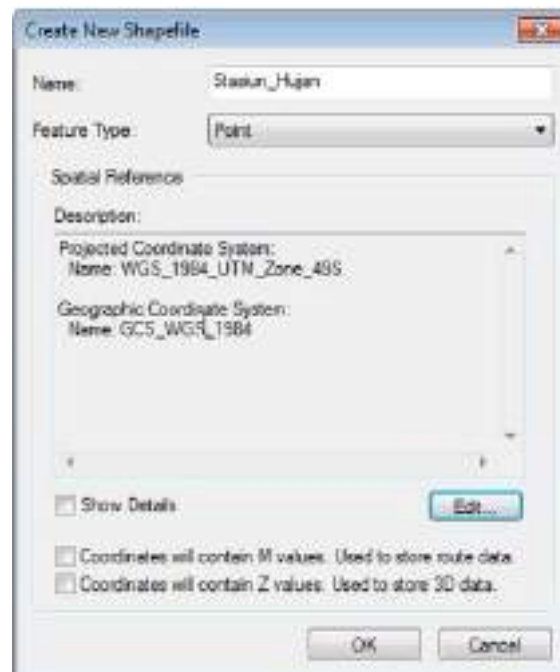 Create New Shapefile
Name: Stasiun_Hujan
Feature Type: Point
Spatial Reference
Description:
Projected Coordinate System:
Name: WGS_1984_UTM_Zone_49S
Geographic Coordinate System:
Name: GCS_WGS_1984
Show Details
Edit...
Coordinates will contain M values. Used to store route data.
Coordinates will contain Z values. Used to store 3D data.
OK Cancel